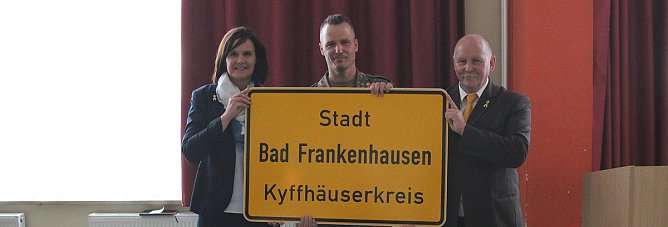 Stadt
Bad Frankenhausen
Kyffhäuserkreis